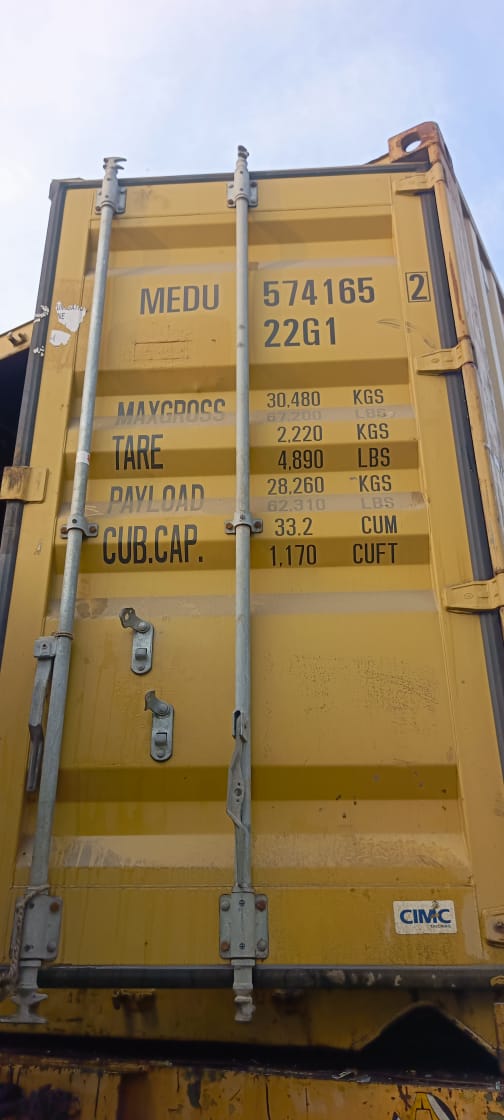 MEDU 574165 2
22G1
MAXGROSS 30,480 KGS
67,200 LBS
TARE 2,220 KGS
4,890 LBS
PAYLOAD 28,260 KGS
62,310 LBS
CUB.CAP. 33.2 CUM
1,170 CUFT
CIMC